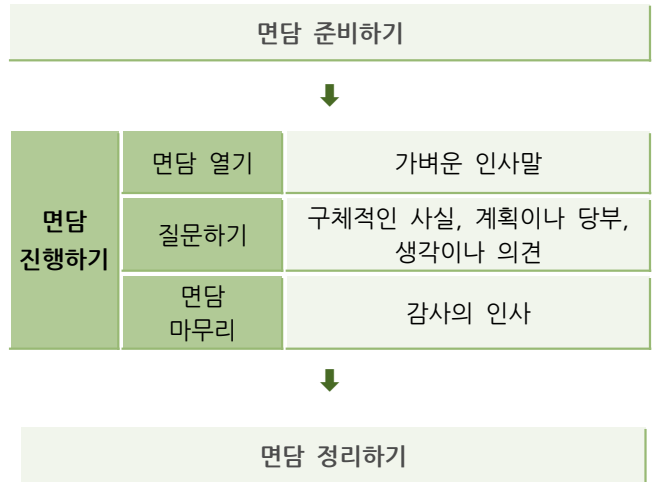 면담 준비하기
면담
진행하기
면담 열기
가벼운 인사말
질문하기
구체적인 사실, 계획이나 당부,
생각이나 의견
면담
마무리
감사의 인사
면담 정리하기